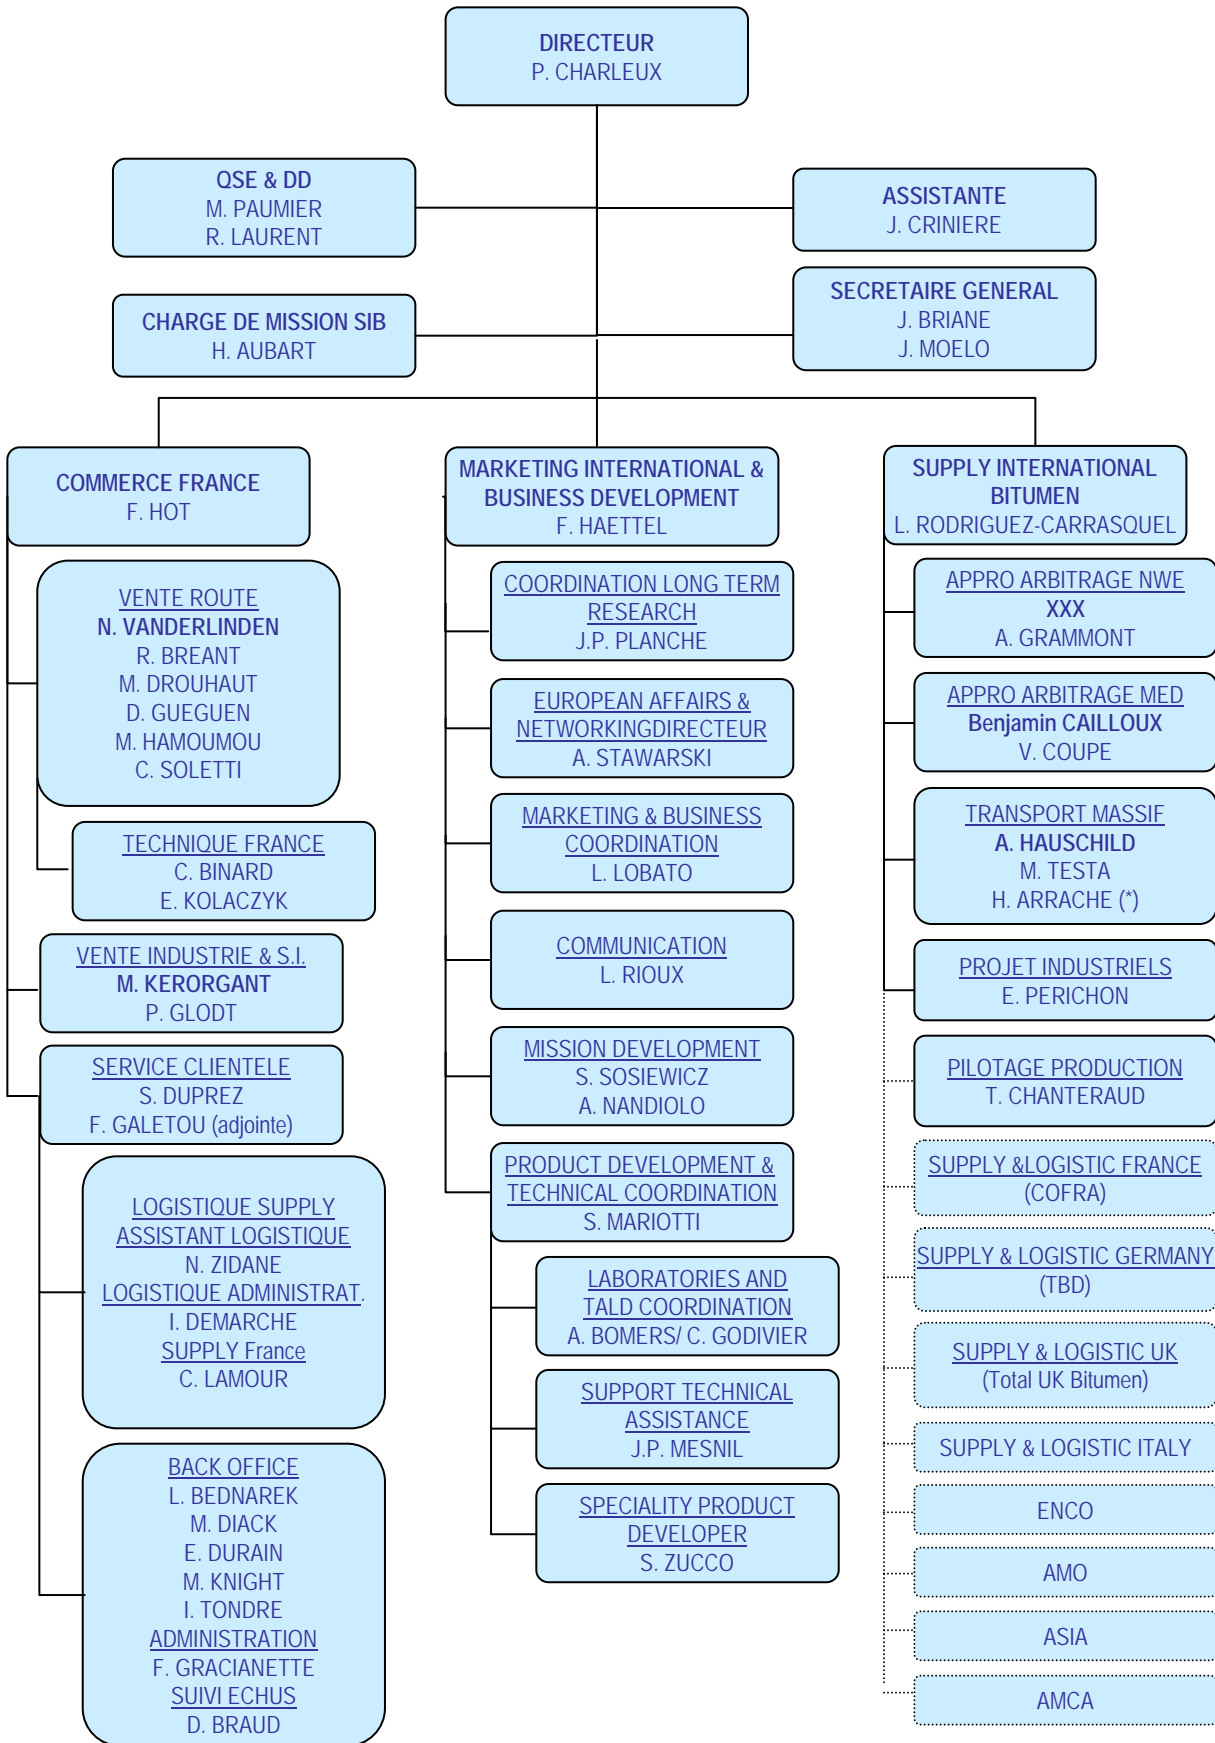 DIRECTEUR
P. CHARLEUX
QSE & DD
M. PAUMIER
R. LAURENT
ASSISTANTE
J. CRINIERE
CHARGE DE MISSION SIB
H. AUBART
SECRETAIRE GENERAL
J. BRIANE
J. MOELO
COMMERCE FRANCE
F. HOT
VENTE ROUTE
N. VANDERLINDEN
R. BREANT
M. DROUHAUT
D. GUEGUEN
M. HAMOUMOU
C. SOLETTI
TECHNIQUE FRANCE
C. BINARD
E. KOLACZYK
VENTE INDUSTRIE & S.I.
M. KERORGANT
P. GLODT
SERVICE CLIENTELE
S. DUPREZ
F. GALETOU (adjointe)
LOGISTIQUE SUPPLY
ASSISTANT LOGISTIQUE
N. ZIDANE
LOGISTIQUE ADMINISTRAT.
I. DEMARCHE
SUPPLY France
C. LAMOUR
BACK OFFICE
L. BEDNAREK
M. DIACK
E. DURAIN
M. KNIGHT
I. TONDRE
ADMINISTRATION
F. GRACIANETTE
SUIVI ECHUS
D. BRAUD
MARKETING INTERNATIONAL &
BUSINESS DEVELOPMENT
F. HAETTEL
COORDINATION LONG TERM
RESEARCH
J.P. PLANCHE
EUROPEAN AFFAIRS &
NETWORKINGDIRECTEUR
A. STAWARSKI
MARKETING & BUSINESS
COORDINATION
L. LOBATO
COMMUNICATION
L. RIOUX
MISSION DEVELOPMENT
S. SOSIEWICZ
A. NANDIOLO
PRODUCT DEVELOPMENT &
TECHNICAL COORDINATION
S. MARIOTTI
LABORATORIES AND
TALD COORDINATION
A. BOMERS/ C. GODIVIER
SUPPORT TECHNICAL
ASSISTANCE
J.P. MESNIL
SPECIALITY PRODUCT
DEVELOPER
S. ZUCCO
SUPPLY INTERNATIONAL
BITUMEN
L. RODRIGUEZ-CARRASQUEL
APPRO ARBITRAGE NWE
XXX
A. GRAMMONT
APPRO ARBITRAGE MED
Benjamin CAILLOUX
V. COUPE
TRANSPORT MASSIF
A. HAUSCHILD
M. TESTA
H. ARRACHE (*)
PROJET INDUSTRIELS
E. PERICHON
PILOTAGE PRODUCTION
T. CHANTERAUD
SUPPLY &LOGISTIC FRANCE
(COFRA)
SUPPLY & LOGISTIC GERMANY
(TBD)
SUPPLY & LOGISTIC UK
(Total UK Bitumen)
SUPPLY & LOGISTIC ITALY
ENCO
AMO
ASIA
AMCA